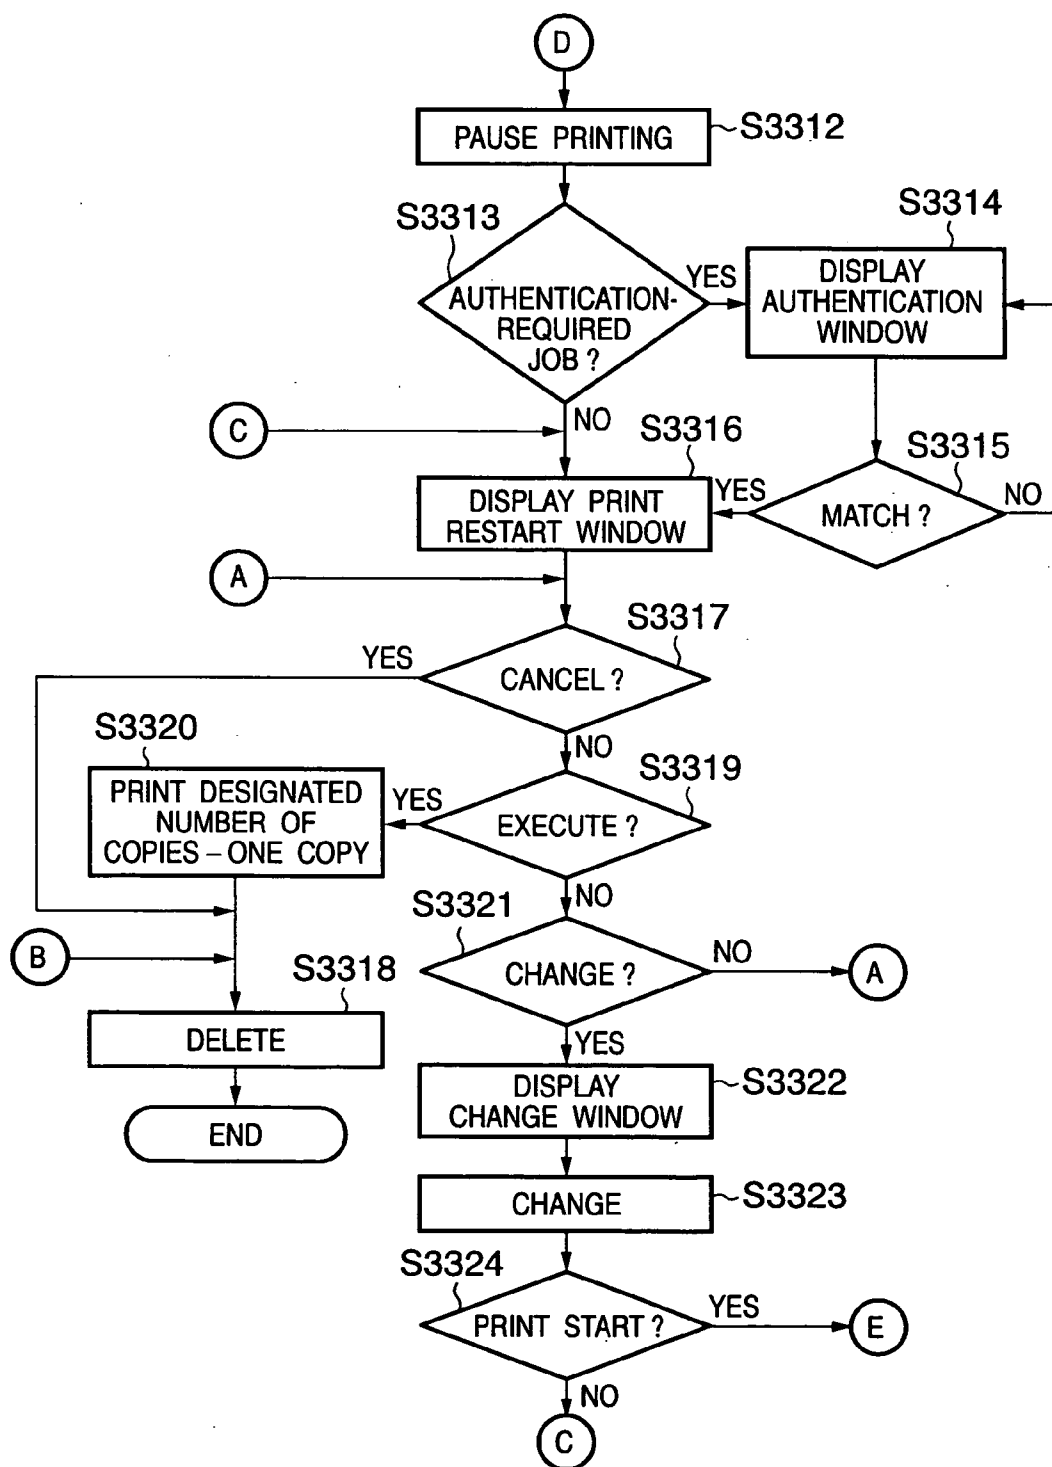 D
PAUSE PRINTING
S3312
S3313
AUTHENTICATION-
REQUIRED
JOB ?
YES
NO
S3314
DISPLAY
AUTHENTICATION
WINDOW
C
S3316
DISPLAY PRINT
RESTART WINDOW
YES
S3315
MATCH ?
NO
A
S3317
CANCEL ?
YES
NO
S3320
PRINT DESIGNATED
NUMBER OF
COPIES – ONE COPY
YES
S3319
EXECUTE ?
NO
S3321
CHANGE ?
NO
A
B
S3318
DELETE
END
YES
DISPLAY
CHANGE WINDOW
S3322
CHANGE
S3323
S3324
PRINT START ?
YES
E
NO
C